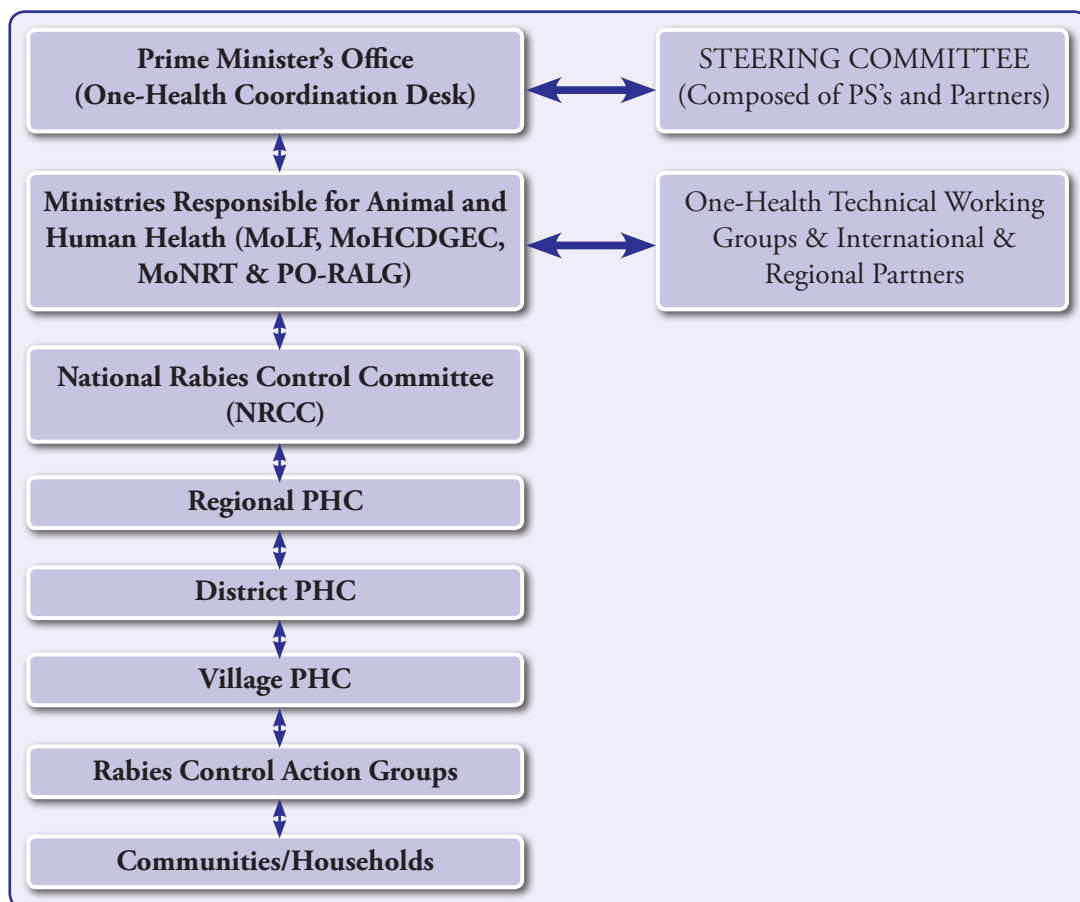 Prime Minister’s Office
(One-Health Coordination Desk)
STEERING COMMITTEE
(Composed of PS’s and Partners)
Ministries Responsible for Animal and
Human Helath (MoLF, MoHCDGEC,
MoNRT & PO-RALG)
One-Health Technical Working
Groups & International &
Regional Partners
National Rabies Control Committee
(NRCC)
Regional PHC
District PHC
Village PHC
Rabies Control Action Groups
Communities/Households